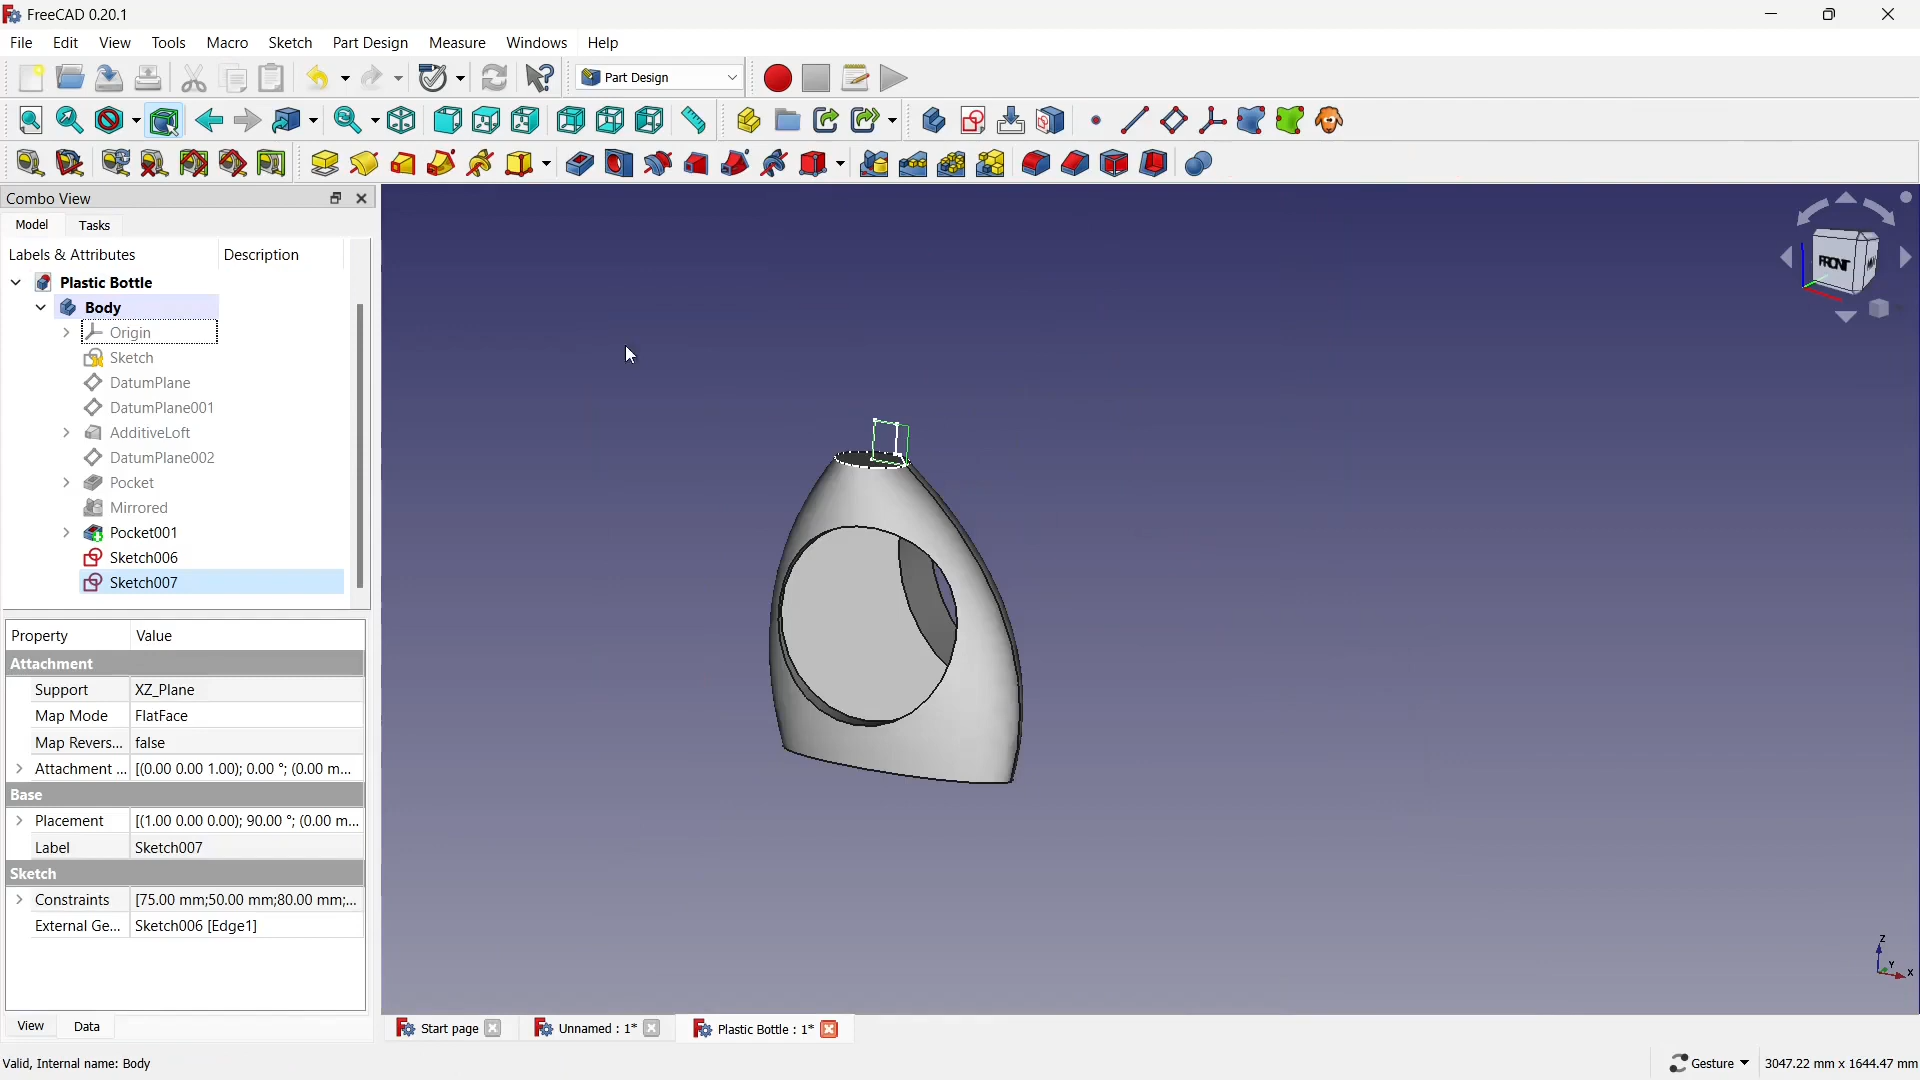 FreeCAD 0.20.1
File Edit View Tools Macro Sketch Part Design Measure Windows Help
Part Design
Combo View
Model Tasks
Labels & Attributes Description
Plastic Bottle
Body
Origin
Sketch
DatumPlane
DatumPlane001
AdditiveLoft
DatumPlane002
Pocket
Mirrored
Pocket001
Sketch006
Sketch007
Property Value
Attachment
Support XZ_Plane
Map Mode FlatFace
Map Revers... false
Attachment ... [(0.00 0.00 1.00); 0.00 °; (0.00 m...
Base
Placement [(1.00 0.00 0.00); 90.00 °; (0.00 m...
Label Sketch007
Sketch
Constraints [75.00 mm;50.00 mm;80.00 mm;...
External Ge... Sketch006 [Edge1]
View Data
FRONT
Z
Y
X
Start page Unnamed : 1* Plastic Bottle : 1*
Valid, Internal name: Body
Gesture 3047.22 mm x 1644.47 mm